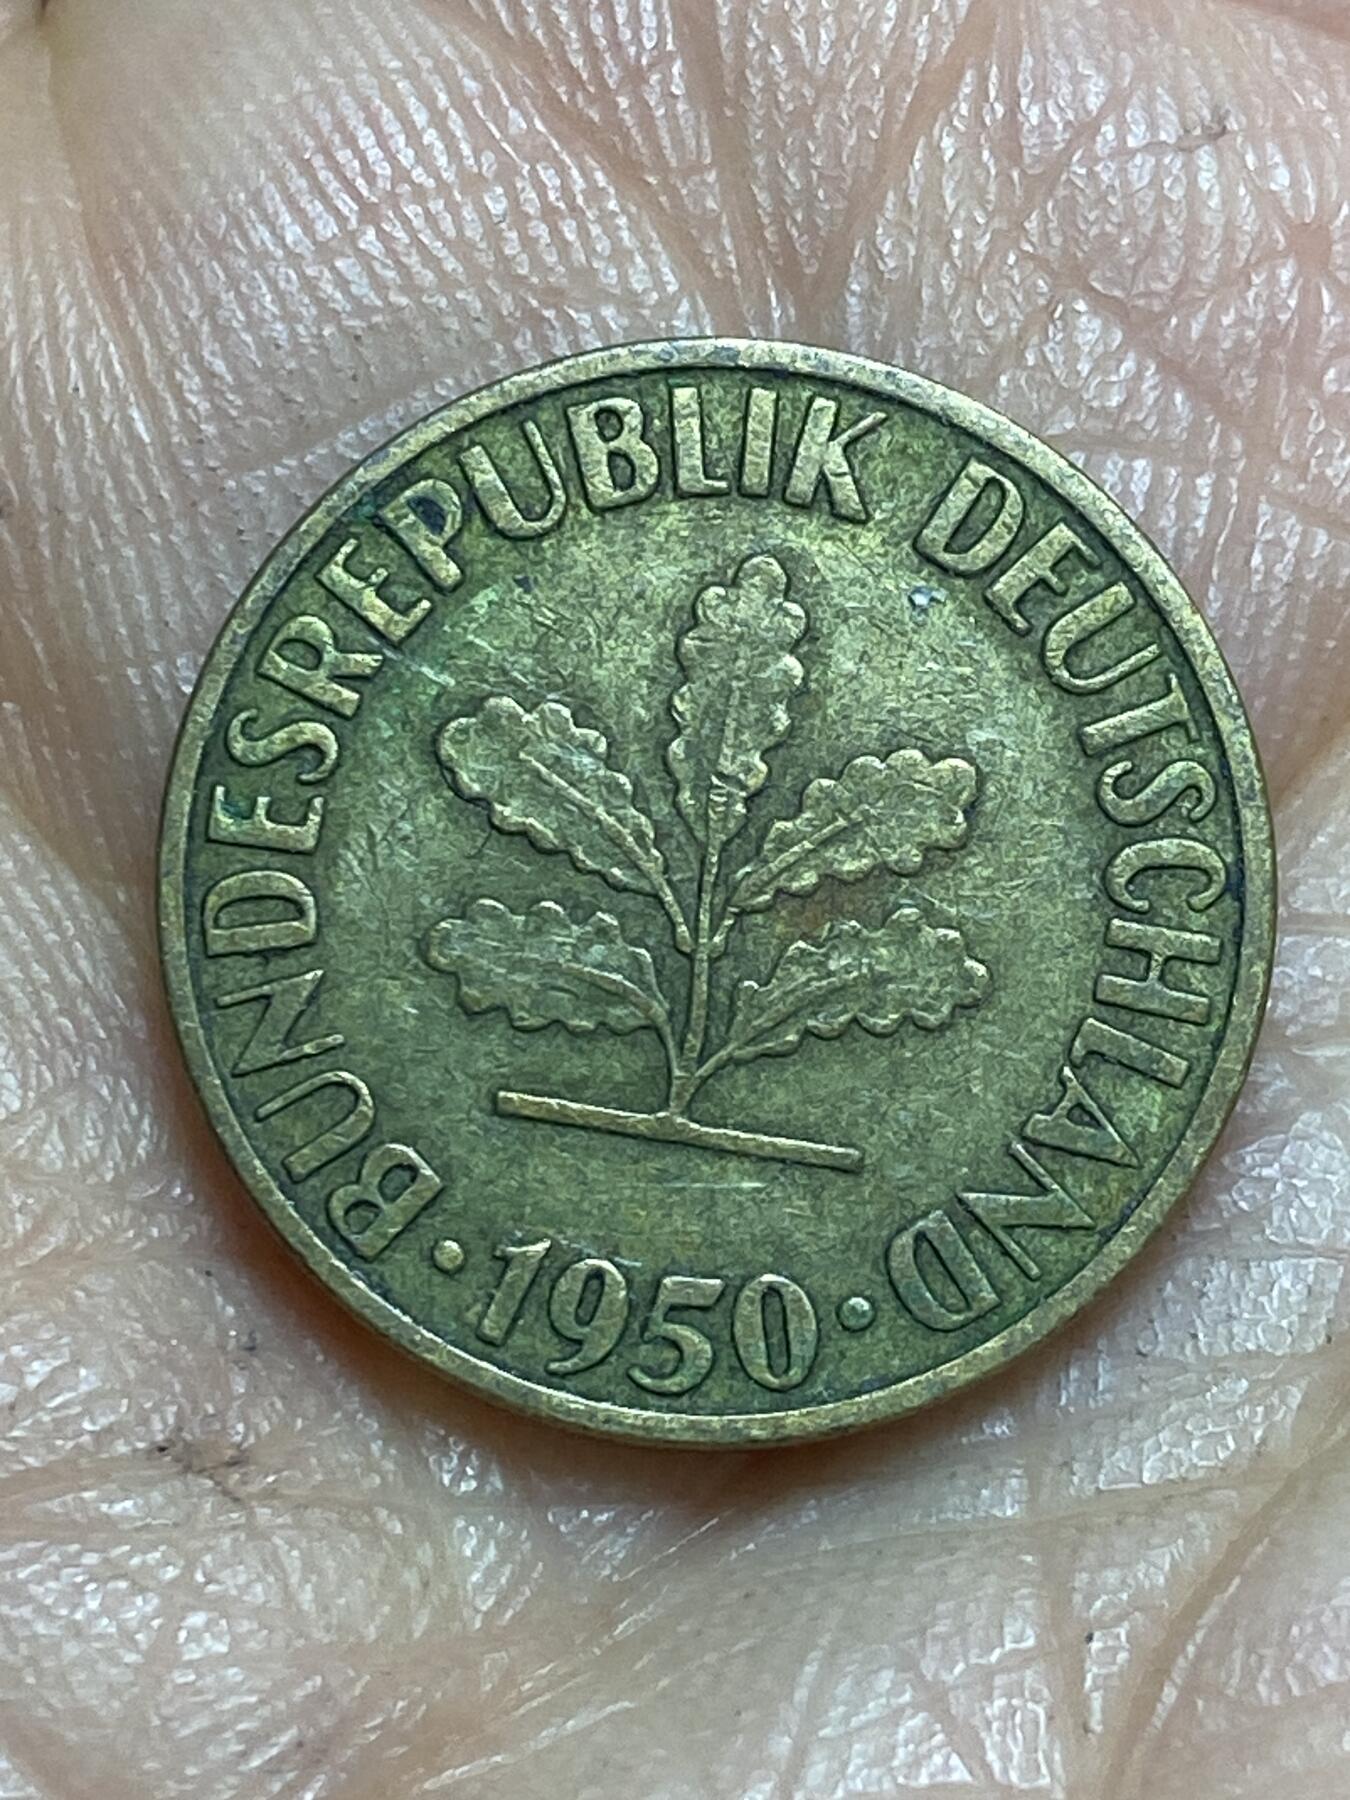 BUNDESREPUBLIK DEUTSCHLAND
· 1950 ·